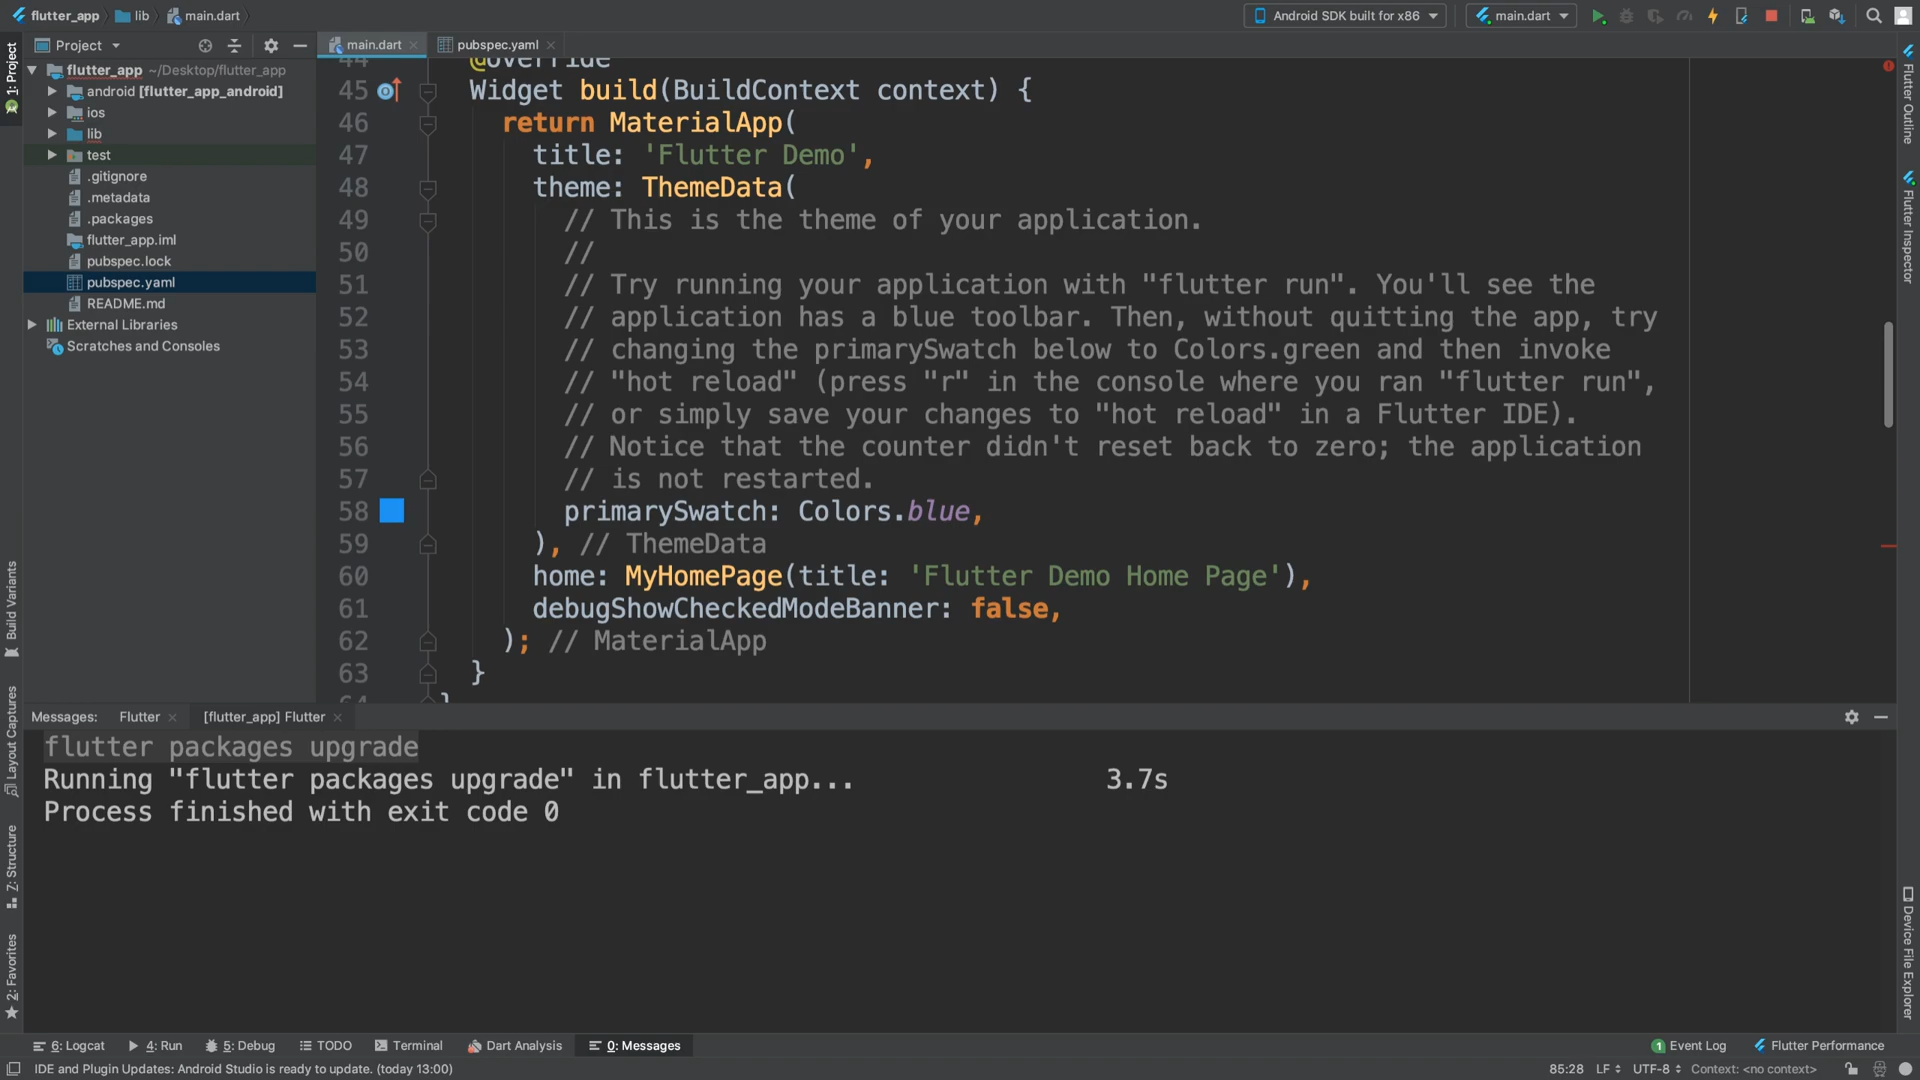 flutter_app lib main.dart Android SDK built for x86 main.dart
Project main.dart pubspec.yaml
1: Project
flutter_app ~/Desktop/flutter_app
android [flutter_app_android]
ios
lib
test
.gitignore
.metadata
.packages
flutter_app.iml
pubspec.lock
pubspec.yaml
README.md
External Libraries
Scratches and Consoles
Build Variants
Layout Captures
Z: Structure
2: Favorites
44 @override
45 Widget build(BuildContext context) {
46 return MaterialApp(
47 title: 'Flutter Demo',
48 theme: ThemeData(
49 // This is the theme of your application.
50 //
51 // Try running your application with "flutter run". You'll see the
52 // application has a blue toolbar. Then, without quitting the app, try
53 // changing the primarySwatch below to Colors.green and then invoke
54 // "hot reload" (press "r" in the console where you ran "flutter run",
55 // or simply save your changes to "hot reload" in a Flutter IDE).
56 // Notice that the counter didn't reset back to zero; the application
57 // is not restarted.
58 primarySwatch: Colors.blue,
59 ), // ThemeData
60 home: MyHomePage(title: 'Flutter Demo Home Page'),
61 debugShowCheckedModeBanner: false,
62 ); // MaterialApp
63 }
64 }
Flutter Outline
Flutter Inspector
Device File Explorer
Messages: Flutter [flutter_app] Flutter
flutter packages upgrade
Running "flutter packages upgrade" in flutter_app... 3.7s
Process finished with exit code 0
6: Logcat 4: Run 5: Debug TODO Terminal Dart Analysis 0: Messages 1 Event Log Flutter Performance
IDE and Plugin Updates: Android Studio is ready to update. (today 13:00) 85:28 LF UTF-8 Context: <no context>